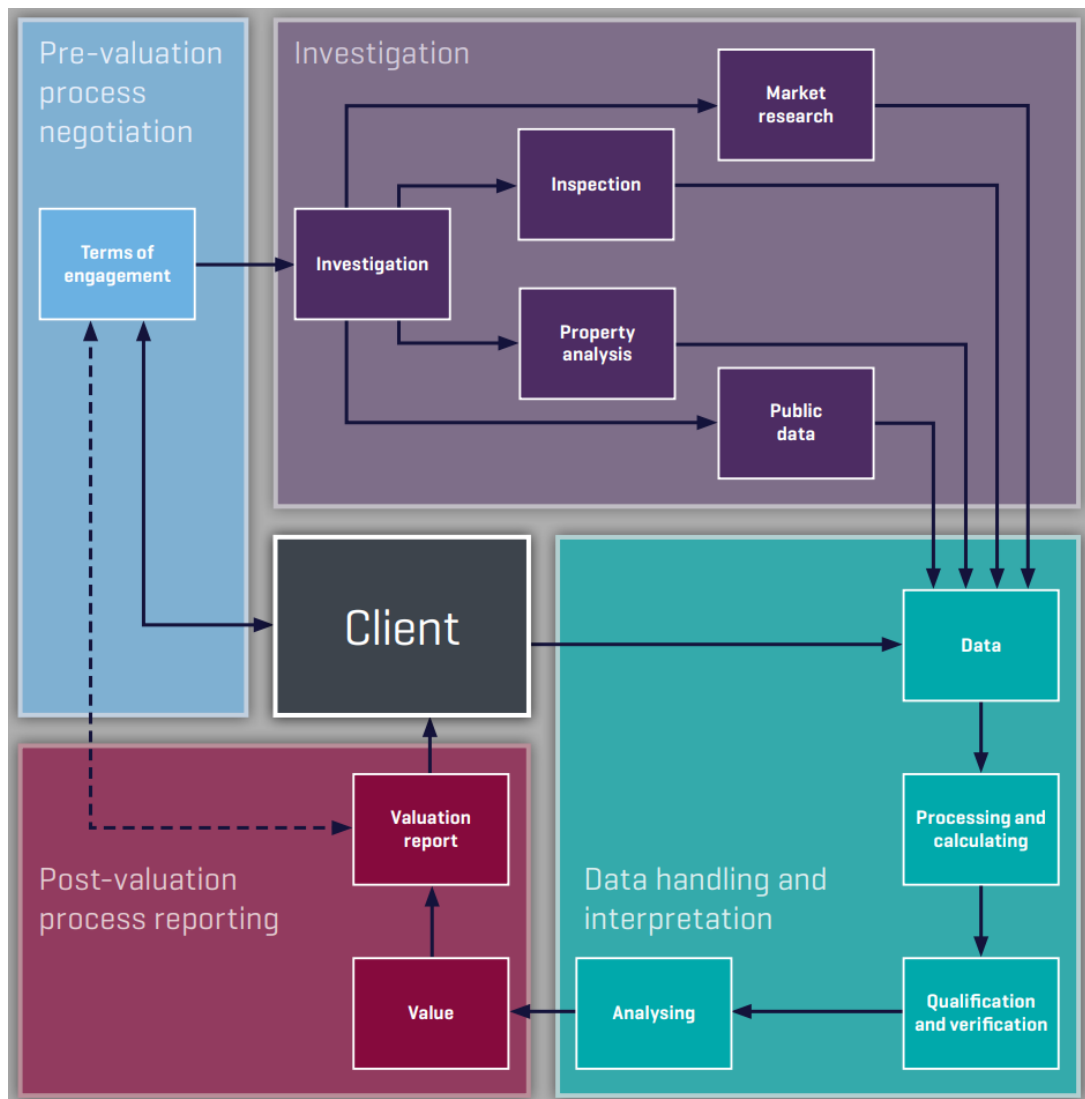 Pre-valuation
process
negotiation
Terms of
engagement
Investigation
Investigation
Market
research
Inspection
Property
analysis
Public
data
Client
Data
Processing and
calculating
Qualification
and verification
Analysing
Data handling and
interpretation
Valuation
report
Value
Post-valuation
process reporting